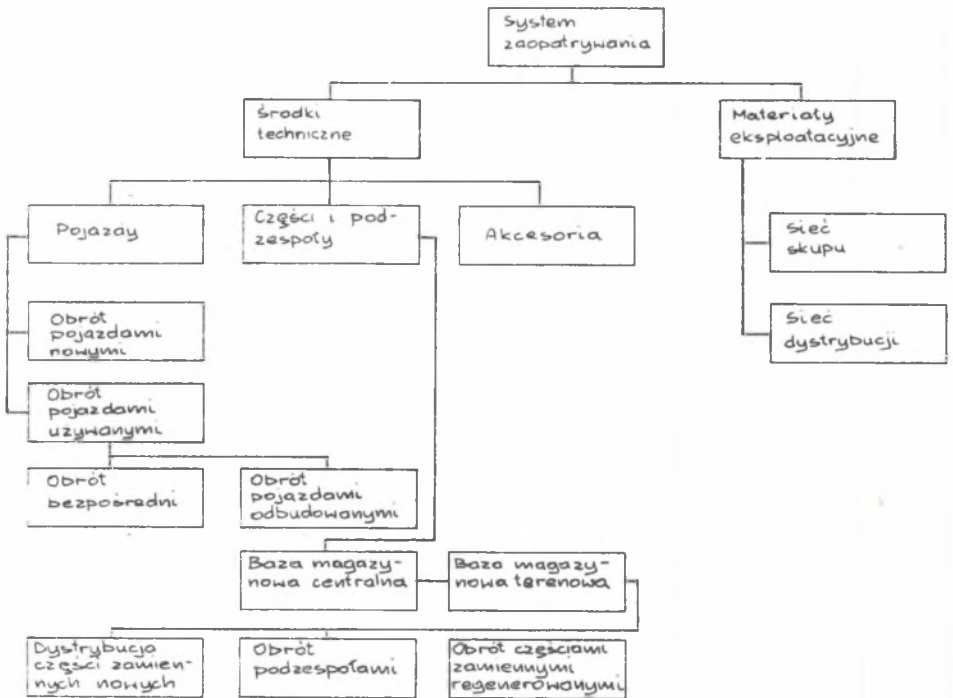 System
zaopatrywania
Środki
techniczne
Materiały
eksploatacyjne
Pojazdy
Części i pod-
zespoły
Akcesoria
Sieć
skupu
Sieć
dystrybucji
Obrót
pojazdami
nowymi
Obrót
pojazdami
używanymi
Obrót
bezpośredni
Obrót
pojazdami
odbudowanymi
Baza magazy-
nowa centralna
Baza magazy-
nowa terenowa
Dystrybucja
części zamien-
nych nowych
Obrót
podzespołami
Obrót częściami
zamiennymi
regenerowanymi